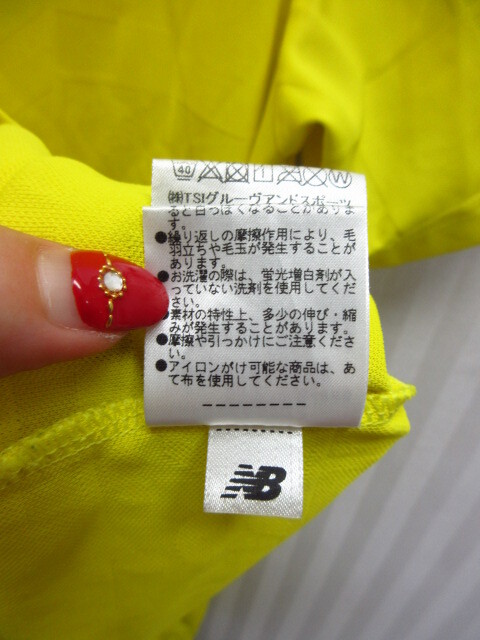 40 W
㈱TSIグルーヴアンドスポーツ
ると白っぽくなることがありま
す。
●繰り返しの摩擦作用により、毛
羽立ちや毛玉が発生することが
あります。
●お洗濯の際は、蛍光増白剤が入
っていない洗剤を使用してくだ
さい。
●素材の特性上、多少の伸び・縮
みが発生することがあります。
●摩擦や引っかけにご注意くださ
い。
●アイロンがけ可能な商品は、あ
て布を使用してください。
NB